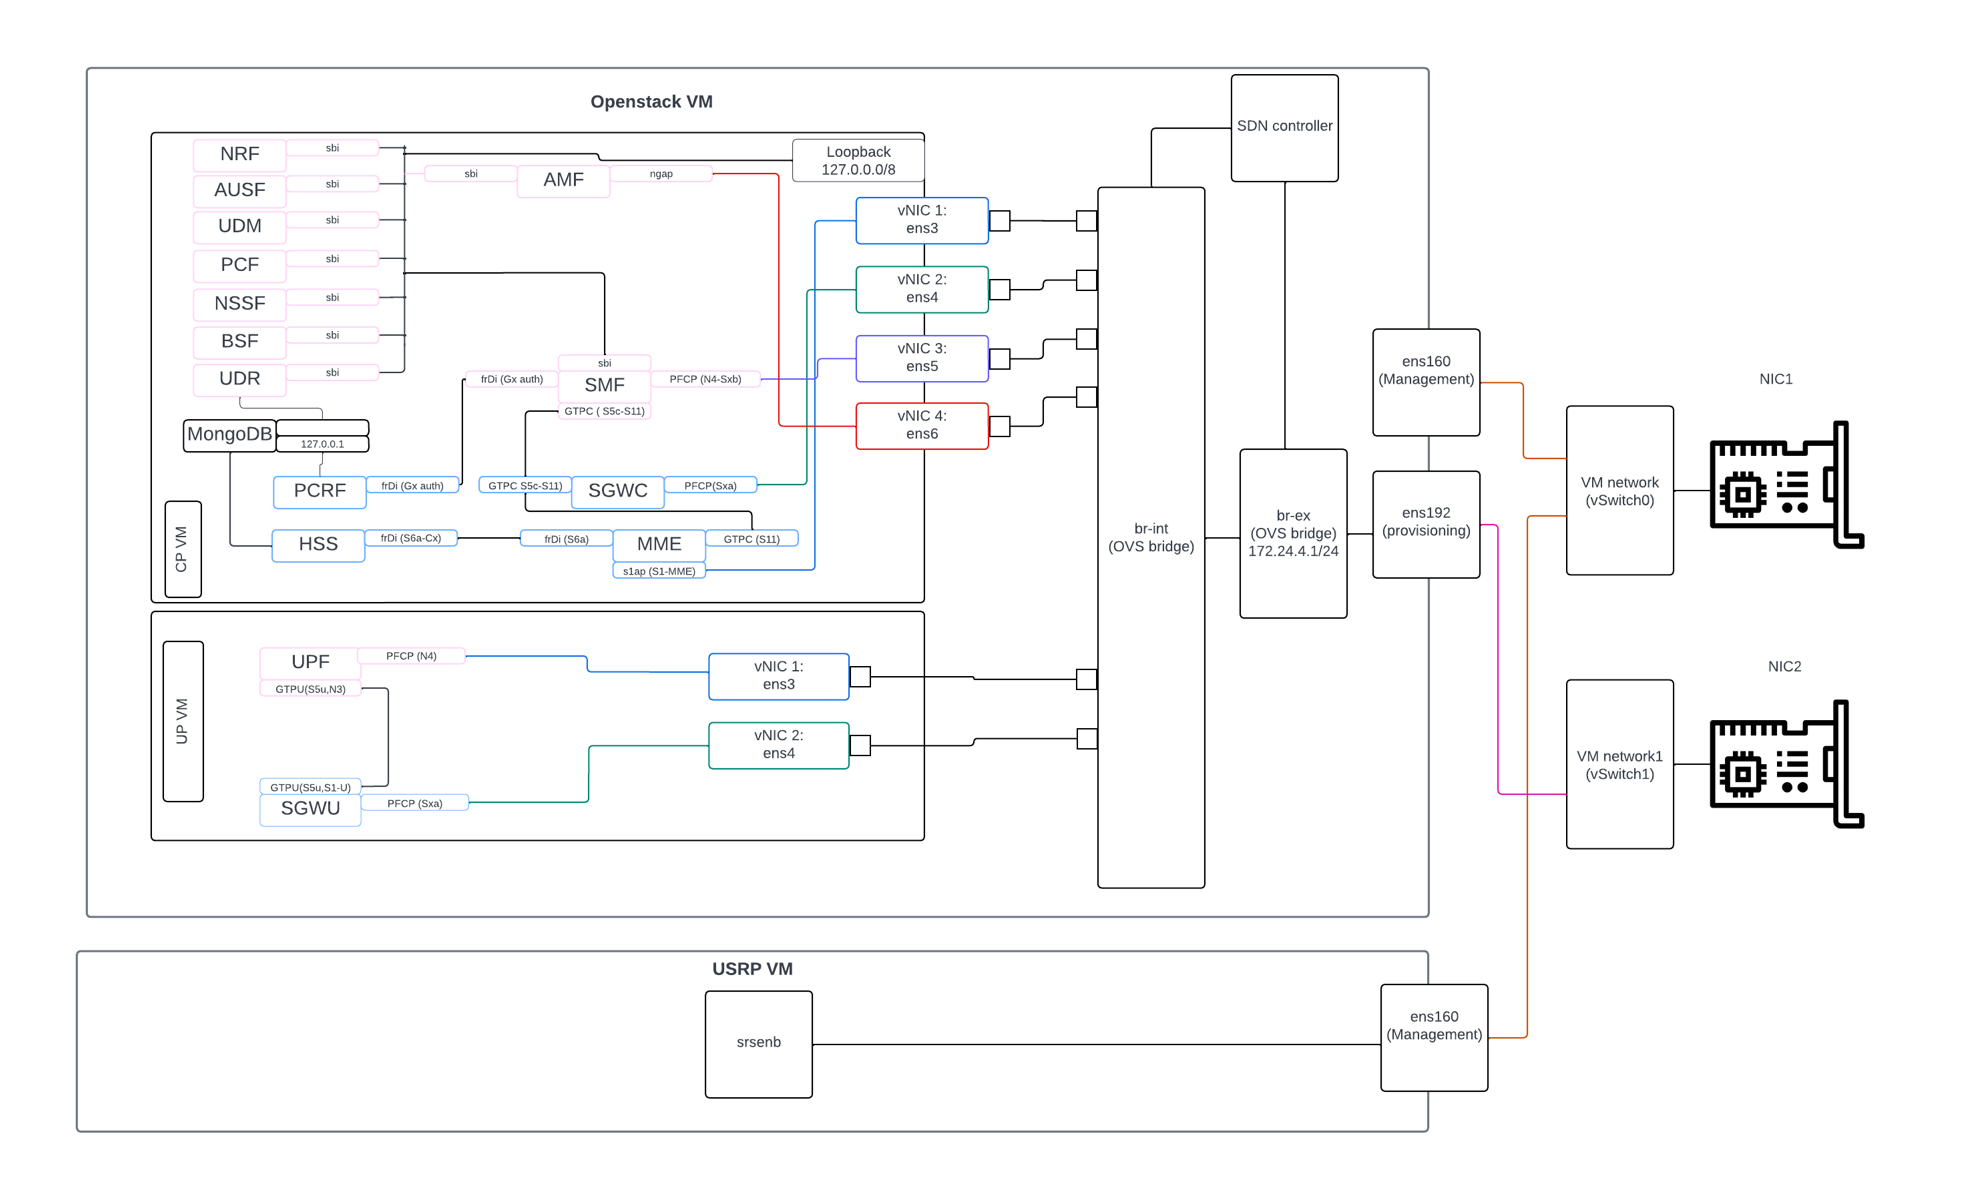 Openstack VM
SDN controller
NRF
sbi
AUSF
sbi
UDM
sbi
PCF
sbi
NSSF
sbi
BSF
sbi
UDR
sbi
sbi
AMF
ngap
Loopback
127.0.0.0/8
vNIC 1:
ens3
vNIC 2:
ens4
vNIC 3:
ens5
vNIC 4:
ens6
sbi
frDi (Gx auth)
SMF
PFCP (N4-Sxb)
GTPC ( S5c-S11)
MongoDB
127.0.0.1
PCRF
frDi (Gx auth)
GTPC S5c-S11)
SGWC
PFCP(Sxa)
HSS
frDi (S6a-Cx)
frDi (S6a)
MME
GTPC (S11)
s1ap (S1-MME)
CP VM
br-int
(OVS bridge)
br-ex
(OVS bridge)
172.24.4.1/24
ens160
(Management)
ens192
(provisioning)
VM network
(vSwitch0)
NIC1
UP VM
UPF
PFCP (N4)
GTPU(S5u,N3)
GTPU(S5u,S1-U)
SGWU
PFCP (Sxa)
vNIC 1:
ens3
vNIC 2:
ens4
NIC2
VM network1
(vSwitch1)
USRP VM
srsenb
ens160
(Management)